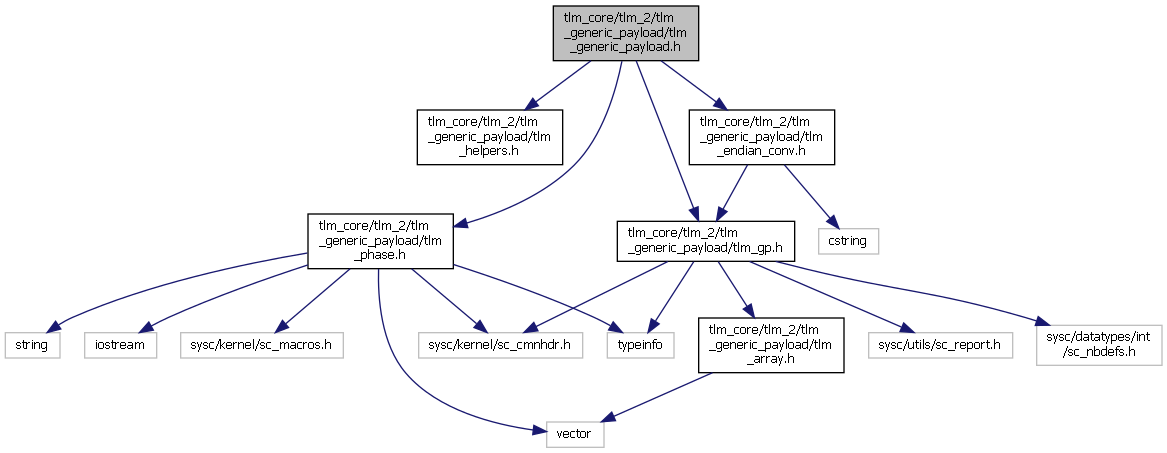 tlm_core/tlm_2/tlm
_generic_payload/tlm
_generic_payload.h
tlm_core/tlm_2/tlm
_generic_payload/tlm
_helpers.h
tlm_core/tlm_2/tlm
_generic_payload/tlm
_endian_conv.h
tlm_core/tlm_2/tlm
_generic_payload/tlm
_phase.h
tlm_core/tlm_2/tlm
_generic_payload/tlm_gp.h
cstring
string
iostream
sysc/kernel/sc_macros.h
sysc/kernel/sc_cmnhdr.h
typeinfo
tlm_core/tlm_2/tlm
_generic_payload/tlm
_array.h
sysc/utils/sc_report.h
sysc/datatypes/int
/sc_nbdefs.h
vector